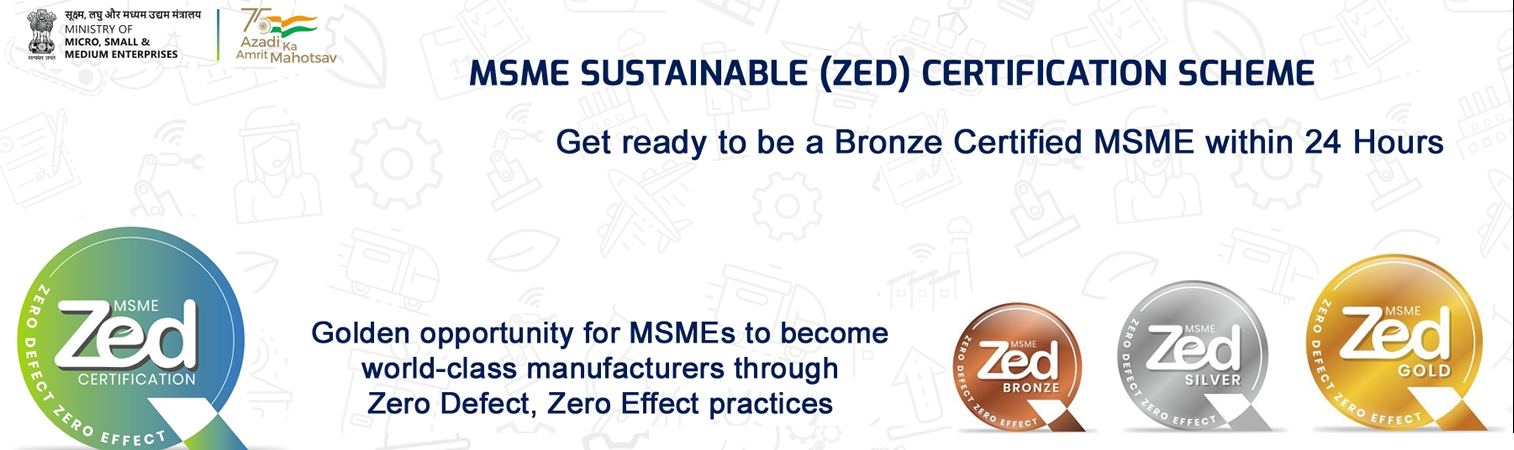 सूक्ष्म, लघु और मध्यम उद्यम मंत्रालय
MINISTRY OF
MICRO, SMALL &
MEDIUM ENTERPRISES
सत्यमेव जयते
75
Azadi Ka
Amrit Mahotsav
MSME SUSTAINABLE (ZED) CERTIFICATION SCHEME
Get ready to be a Bronze Certified MSME within 24 Hours
MSME
Zed
CERTIFICATION
ZERO DEFECT ZERO EFFECT
Golden opportunity for MSMEs to become
world-class manufacturers through
Zero Defect, Zero Effect practices
MSME
Zed
BRONZE
ZERO DEFECT ZERO EFFECT
MSME
Zed
SILVER
ZERO DEFECT ZERO EFFECT
MSME
Zed
GOLD
ZERO DEFECT ZERO EFFECT